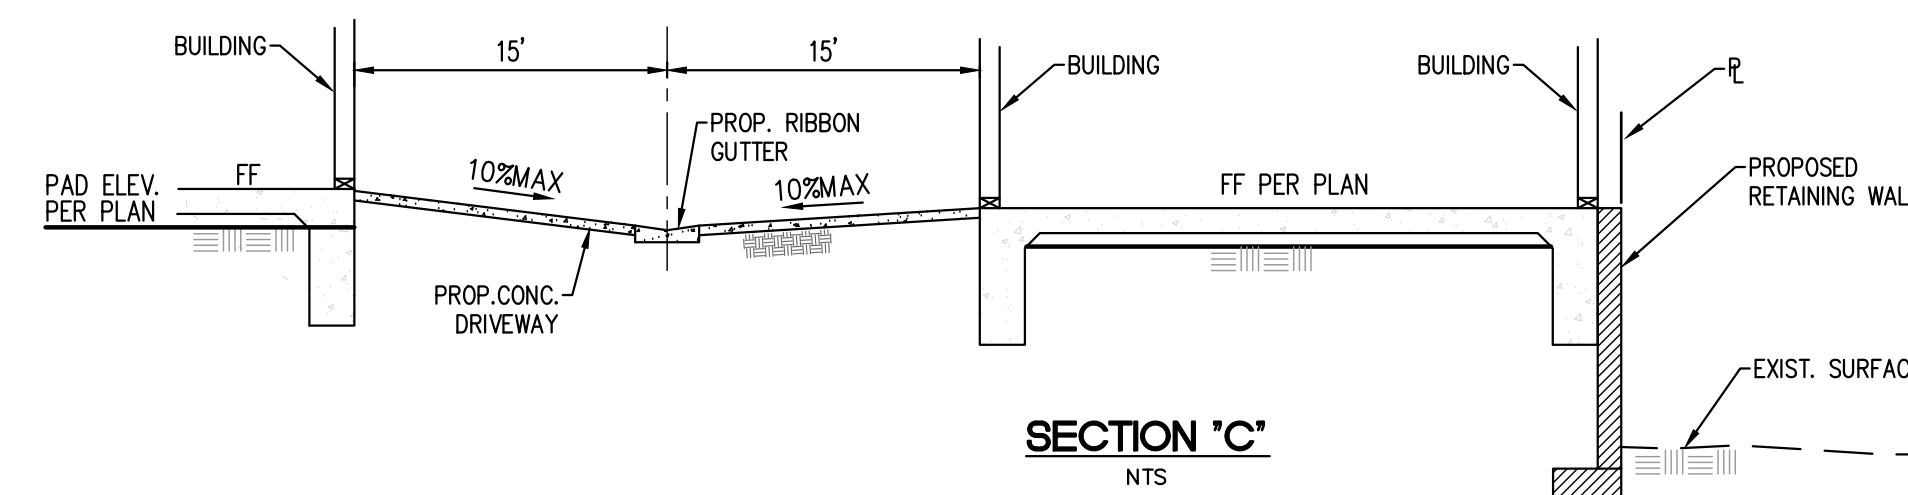 BUILDING
15'
15'
BUILDING
BUILDING
PL
PROP. RIBBON
GUTTER
10%MAX
10%MAX
FF
PAD ELEV.
PER PLAN
FF PER PLAN
PROPOSED
RETAINING WAL
PROP.CONC.
DRIVEWAY
EXIST. SURFAC
SECTION "C"
NTS